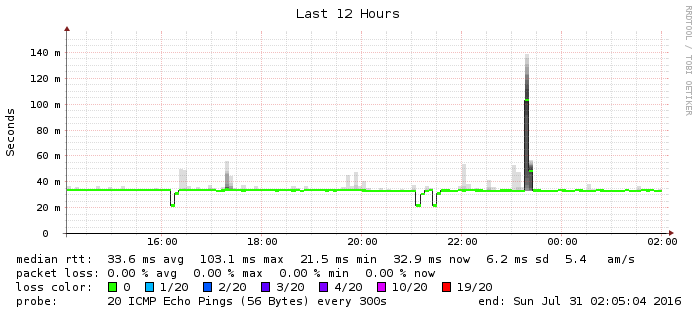 Last 12 Hours
RRDTOOL / TOBI OETIKER
Seconds
140 m
120 m
100 m
80 m
60 m
40 m
20 m
0
16:00 18:00 20:00 22:00 00:00 02:00
median rtt: 33.6 ms avg 103.1 ms max 21.5 ms min 32.9 ms now 6.2 ms sd 5.4 am/s
packet loss: 0.00 % avg 0.00 % max 0.00 % min 0.00 % now
loss color: 0 1/20 2/20 3/20 4/20 10/20 19/20
probe: 20 ICMP Echo Pings (56 Bytes) every 300s end: Sun Jul 31 02:05:04 2016